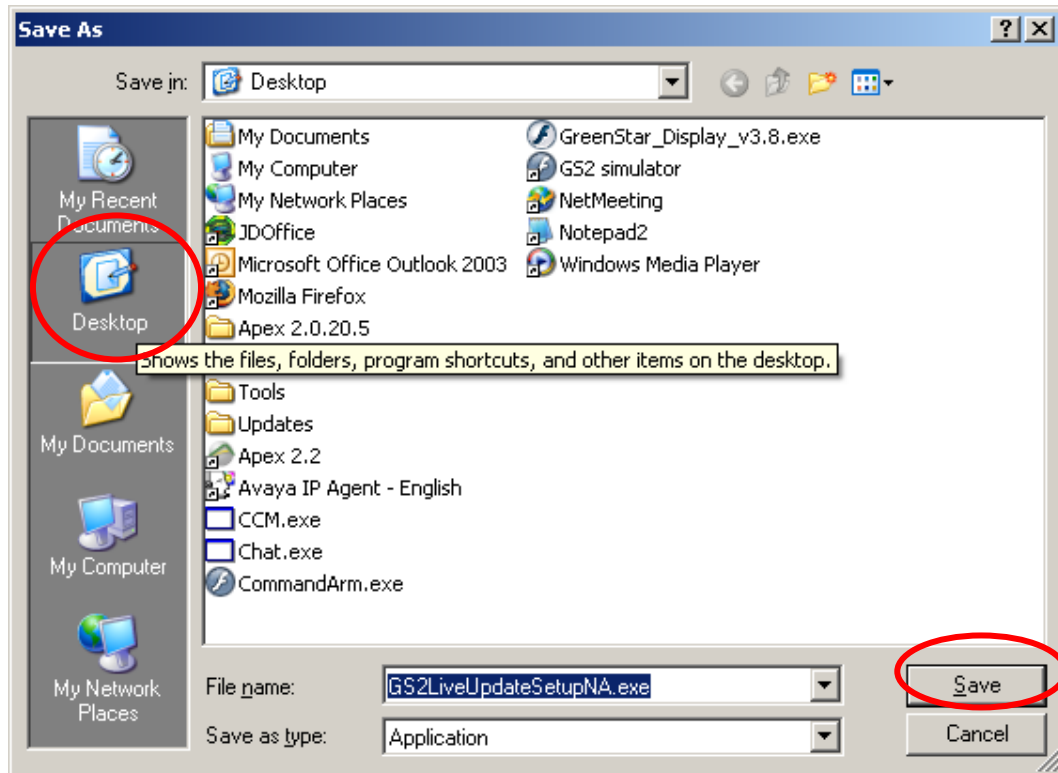 Save As
Save in:
Desktop
My Recent
Documents
Desktop
My Documents
My Computer
My Network
Places
My Documents
My Computer
My Network Places
JDOffice
Microsoft Office Outlook 2003
Mozilla Firefox
Apex 2.0.20.5
Shows the files, folders, program shortcuts, and other items on the desktop.
Tools
Updates
Apex 2.2
Avaya IP Agent - English
CCM.exe
Chat.exe
CommandArm.exe
GreenStar_Display_v3.8.exe
GS2 simulator
NetMeeting
Notepad2
Windows Media Player
File name:
GS2LiveUpdateSetupNA.exe
Save
Save as type:
Application
Cancel